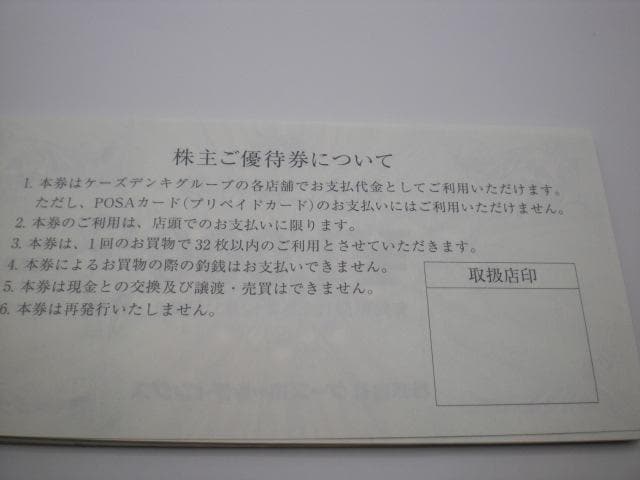 株主ご優待券について
1. 本券はケーズデンキグループの各店舗でお支払代金としてご利用いただけます。
ただし、POSAカード(プリペイドカード)のお支払いにはご利用いただけません。
2. 本券のご利用は、店頭でのお支払いに限ります。
3. 本券は、1回のお買物で32枚以内のご利用とさせていただきます。
4. 本券によるお買物の際の釣銭はお支払いできません。
5. 本券は現金との交換及び譲渡・売買はできません。
6. 本券は再発行いたしません。
取扱店印